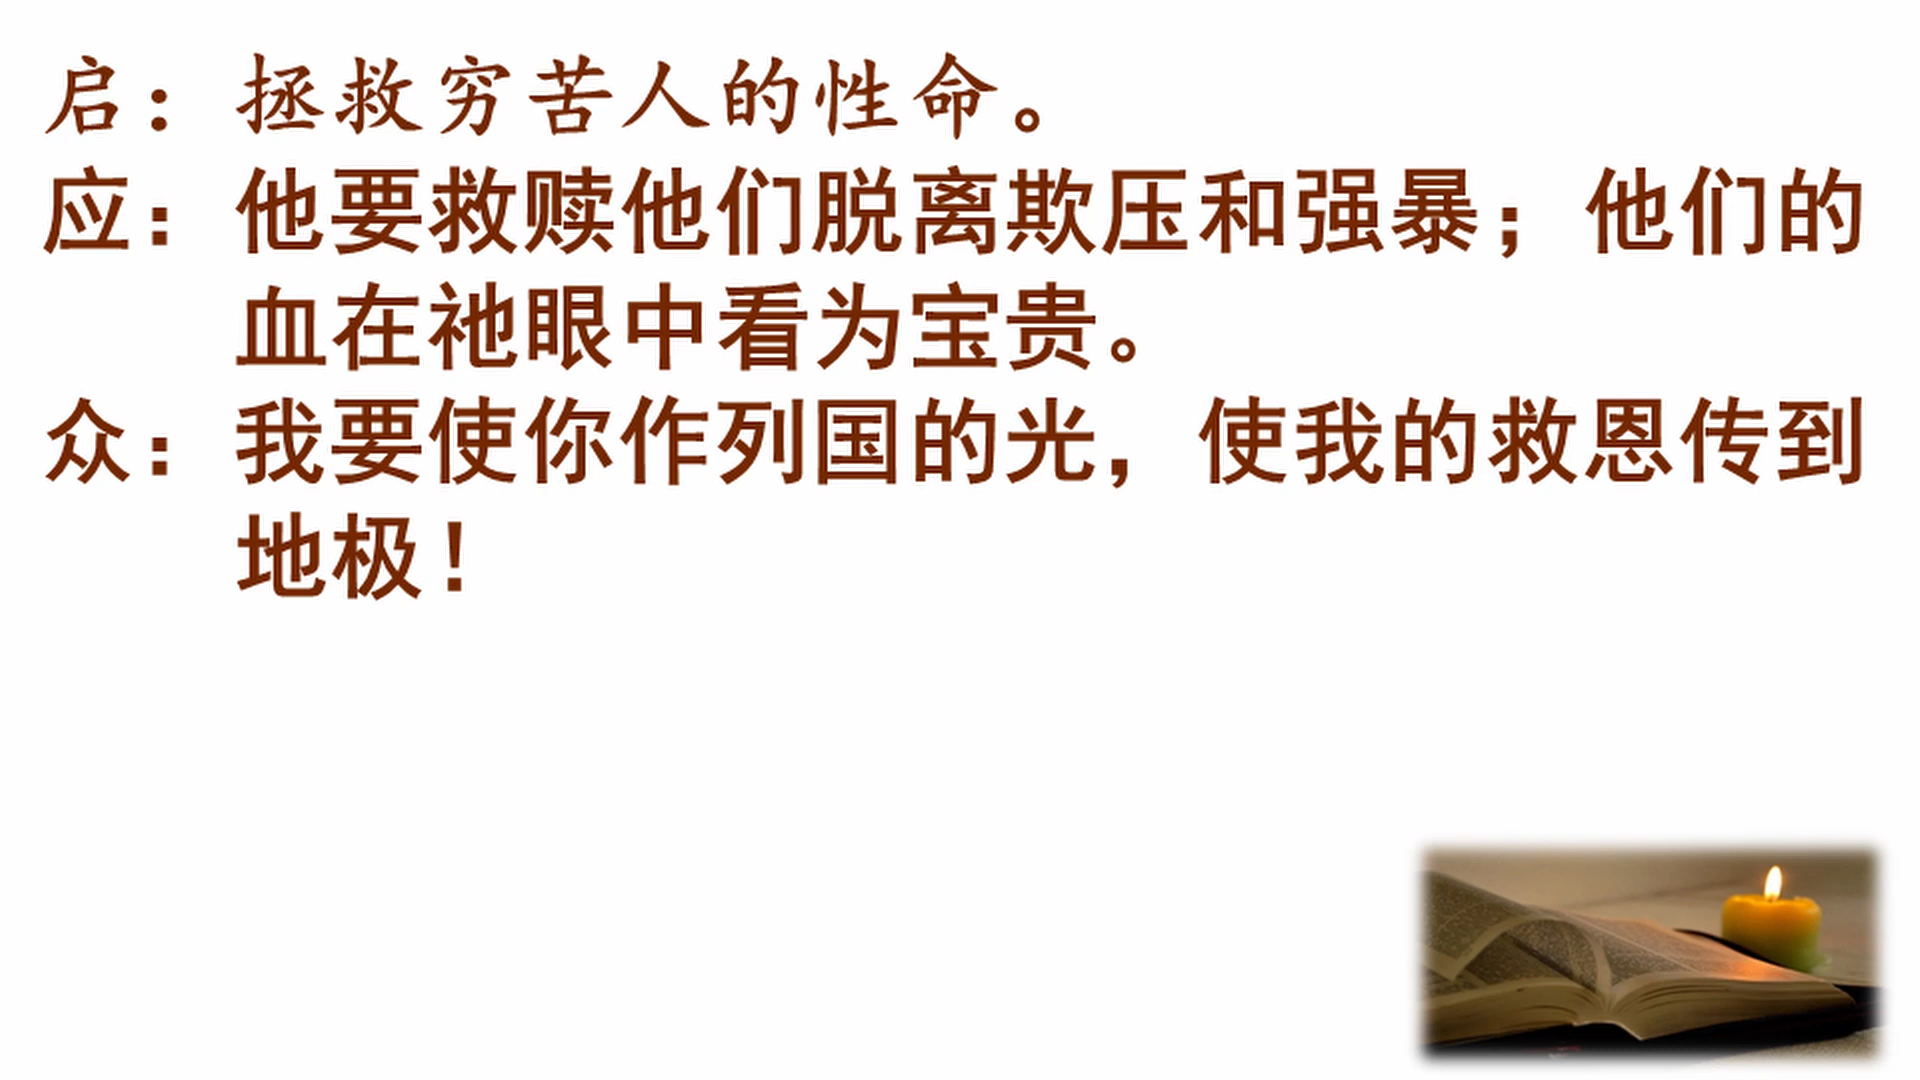 启：拯救穷苦人的性命。
应：他要救赎他们脱离欺压和强暴；他们的
血在祂眼中看为宝贵。
众：我要使你作列国的光，使我的救恩传到
地极！